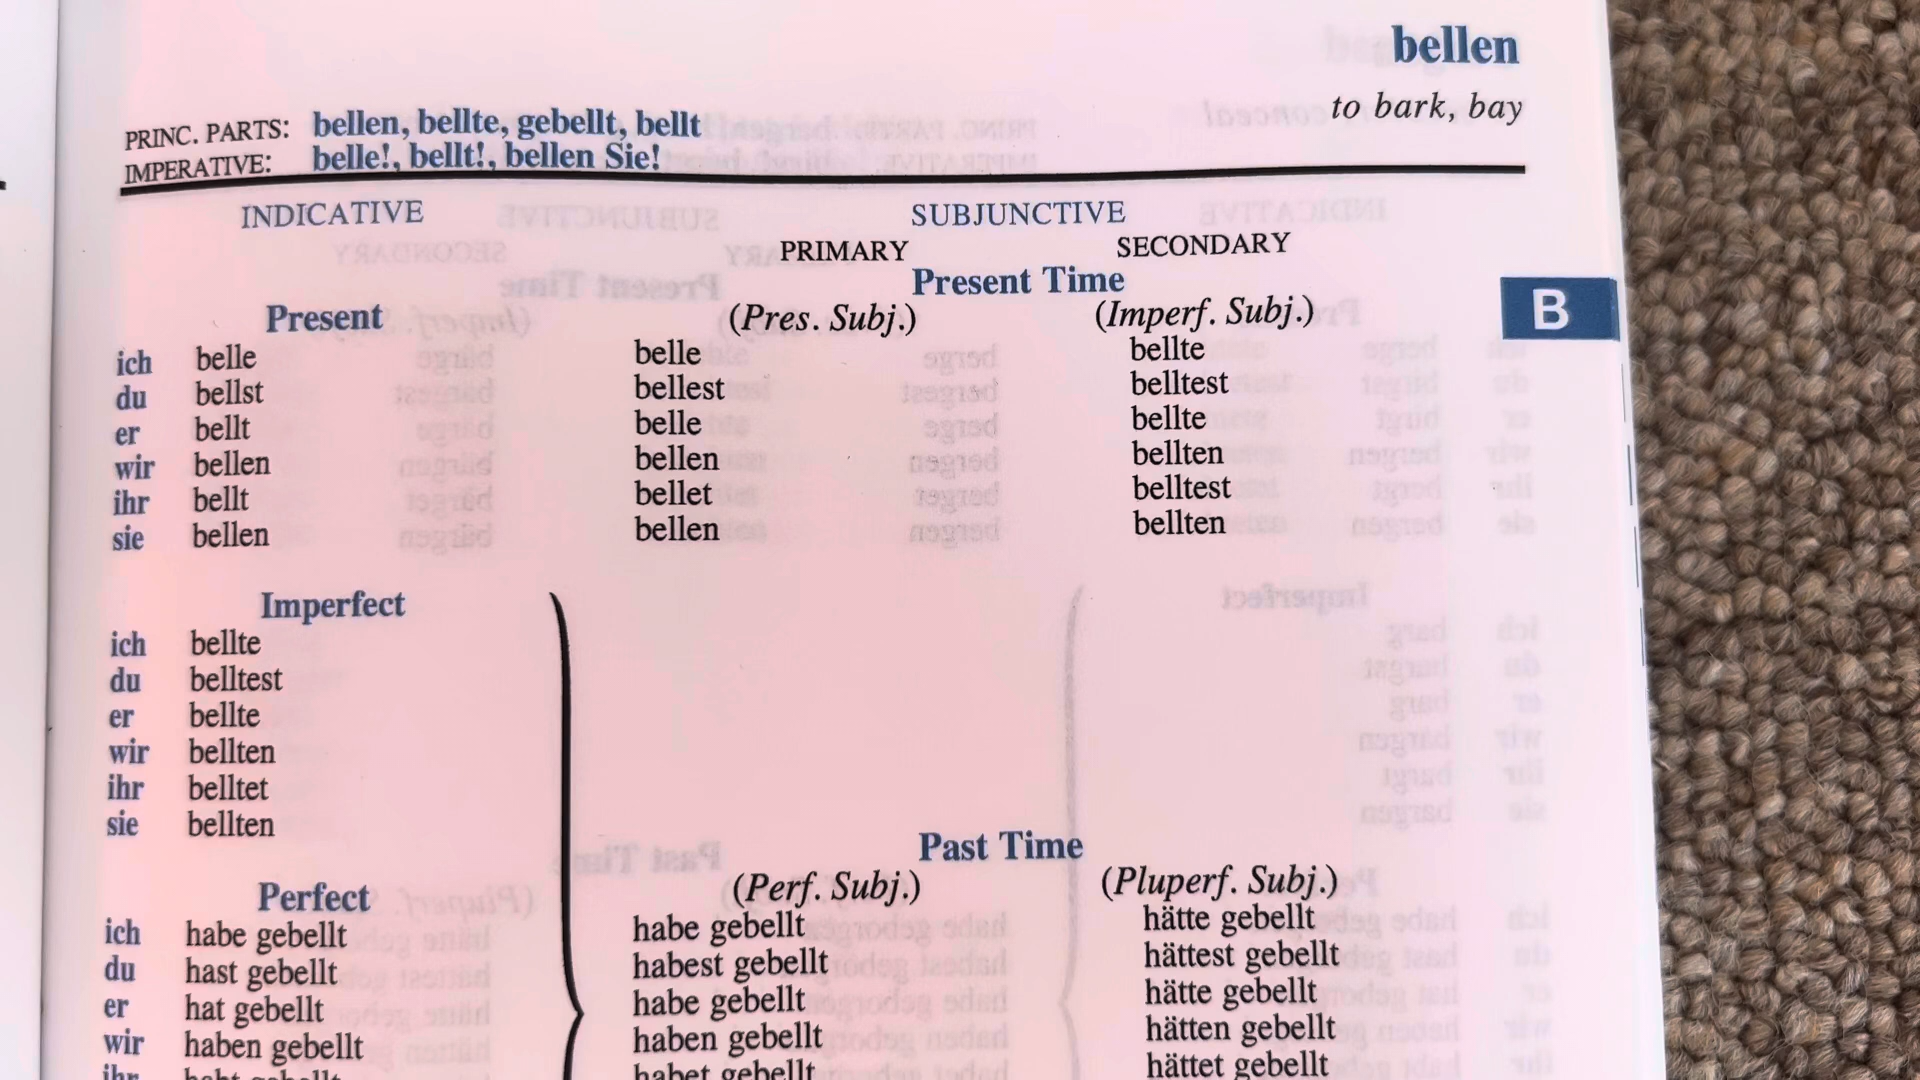 bellen
to bark, bay
PRINC. PARTS: bellen, bellte, gebellt, bellt
IMPERATIVE: belle!, bellt!, bellen Sie!
INDICATIVE SUBJUNCTIVE
PRIMARY SECONDARY
Present Time
Present (Pres. Subj.) (Imperf. Subj.)
B
ich belle belle bellte
du bellst bellest belltest
er bellt belle bellte
wir bellen bellen bellten
ihr bellt bellet belltest
sie bellen bellen bellten
Imperfect
ich bellte
du belltest
er bellte
wir bellten
ihr belltet
sie bellten
Past Time
Perfect (Perf. Subj.) (Pluperf. Subj.)
ich habe gebellt habe gebellt hätte gebellt
du hast gebellt habest gebellt hättest gebellt
er hat gebellt habe gebellt hätte gebellt
wir haben gebellt haben gebellt hätten gebellt
ihr habt gebellt habet gebellt hättet gebellt